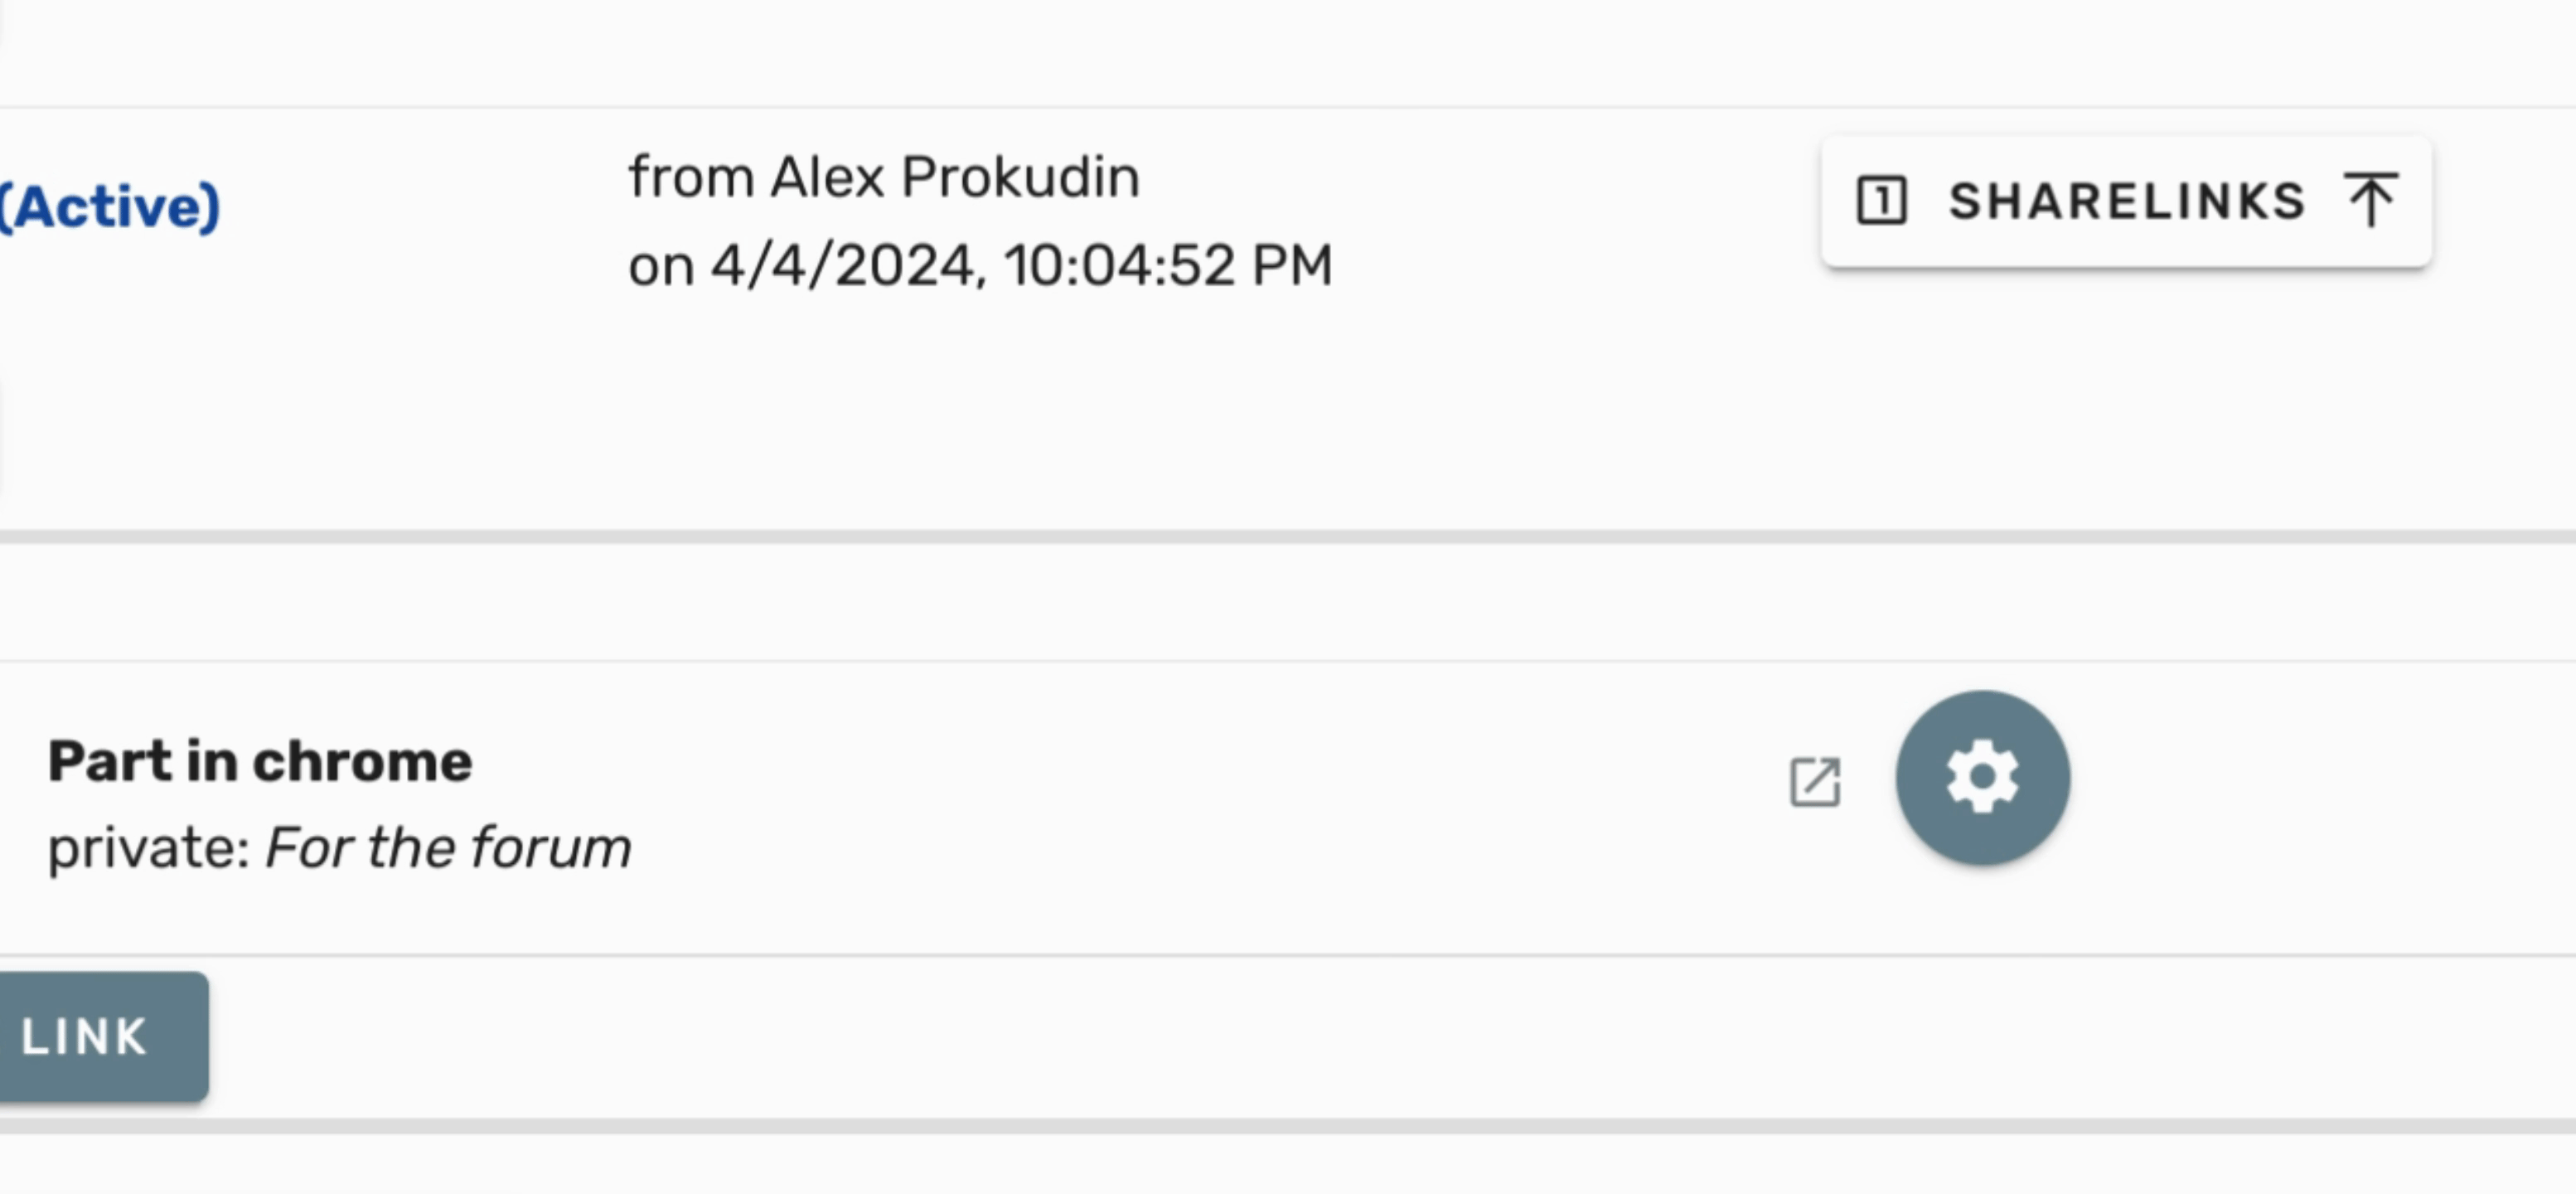 (Active)
from Alex Prokudin
on 4/4/2024, 10:04:52 PM
1 SHARELINKS
Part in chrome
private: For the forum
LINK